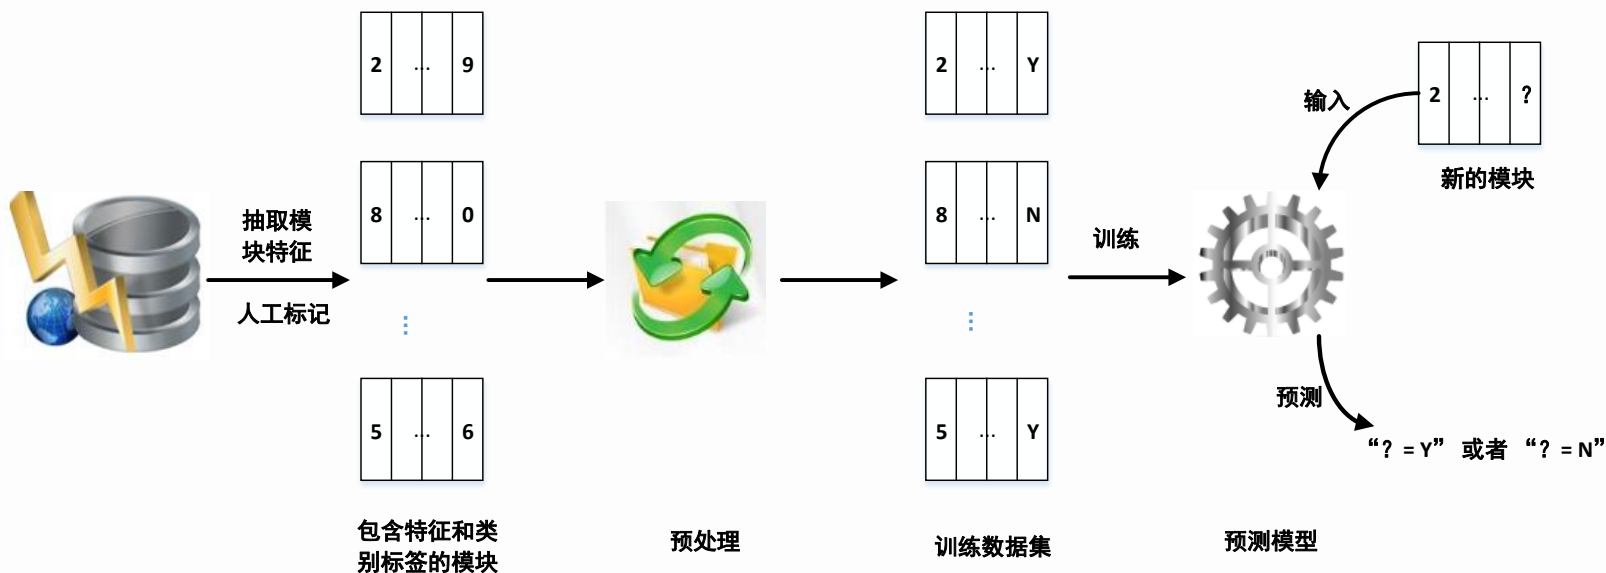 抽取模
块特征
人工标记
2 ... 9
8 ... 0
⋮
5 ... 6
包含特征和类
别标签的模块
预处理
2 ... Y
8 ... N
⋮
5 ... Y
训练数据集
训练
输入
2 ... ?
新的模块
预测
“? = Y” 或者 “? = N”
预测模型